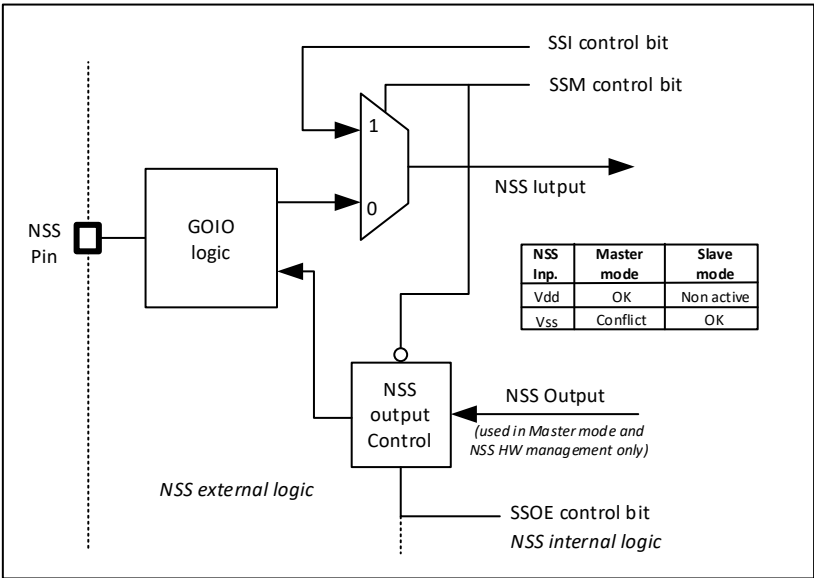 SSI control bit
SSM control bit
1
NSS Iutput
0
GOIO
logic
NSS
Pin
NSS Master Slave
Inp. mode mode
Vdd OK Non active
Vss Conflict OK
NSS
output
Control
NSS Output
(used in Master mode and
NSS HW management only)
NSS external logic
SSOE control bit
NSS internal logic